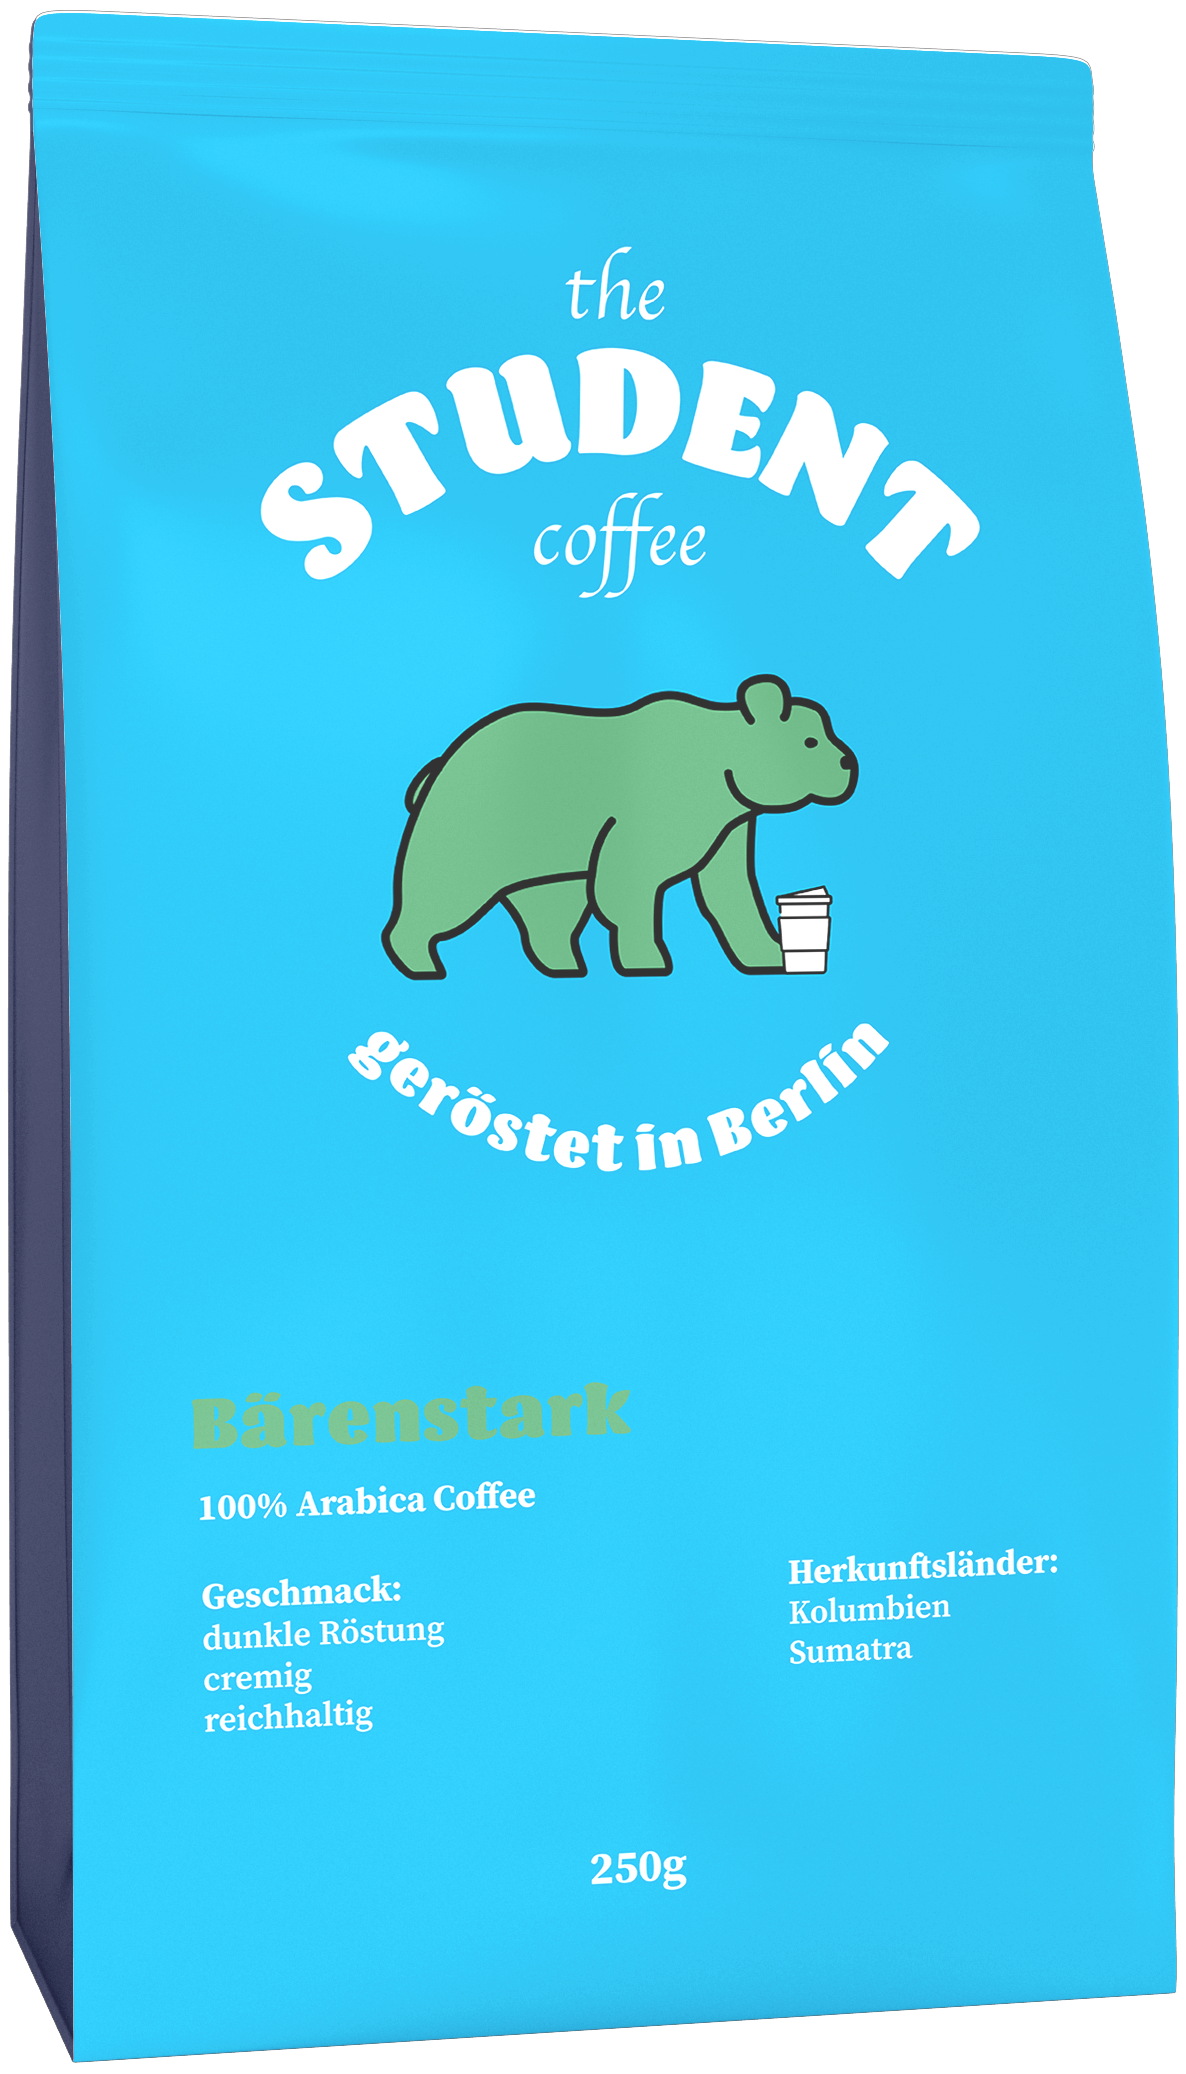 the
STUDENT
coffee
geröstet in Berlin
Bärenstark
100% Arabica Coffee
Geschmack:
dunkle Röstung
cremig
reichhaltig
Herkunftsländer:
Kolumbien
Sumatra
250g